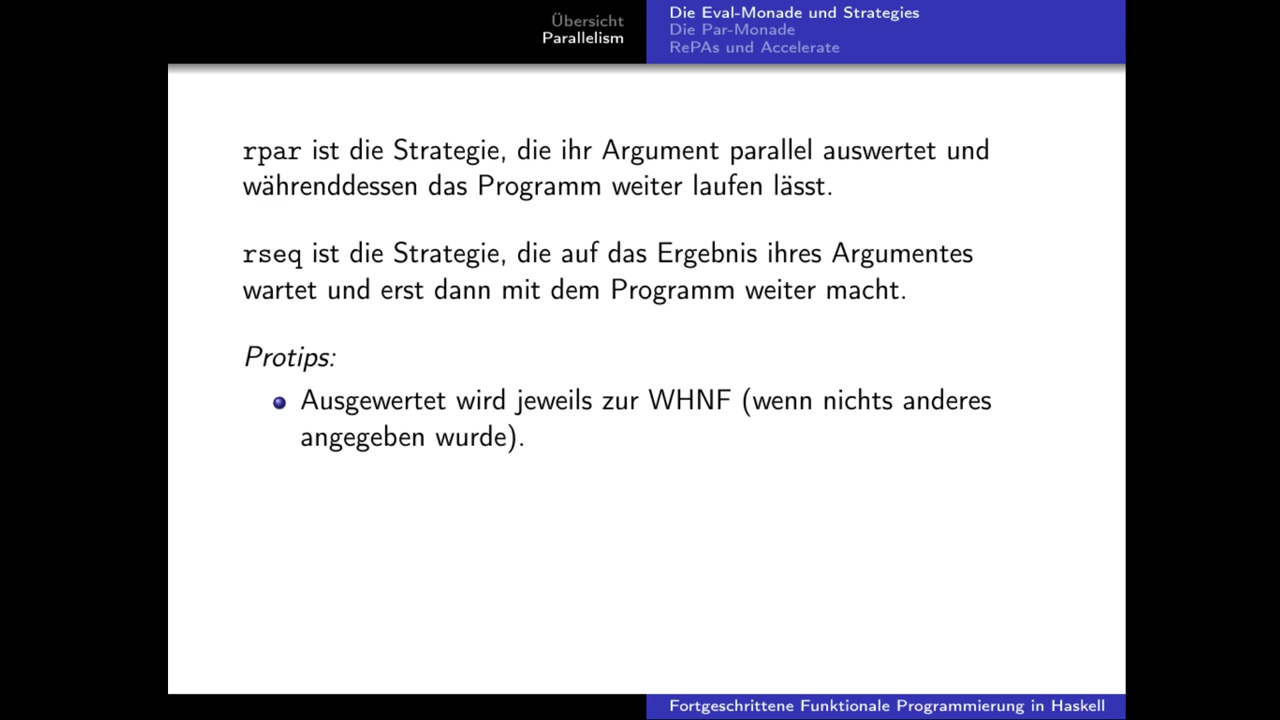 Übersicht
Parallelism
Die Eval-Monade und Strategies
Die Par-Monade
RePAs und Accelerate
rpar ist die Strategie, die ihr Argument parallel auswertet und
währenddessen das Programm weiter laufen lässt.
rseq ist die Strategie, die auf das Ergebnis ihres Argumentes
wartet und erst dann mit dem Programm weiter macht.
Protips:
Ausgewertet wird jeweils zur WHNF (wenn nichts anderes
angegeben wurde).
Fortgeschrittene Funktionale Programmierung in Haskell